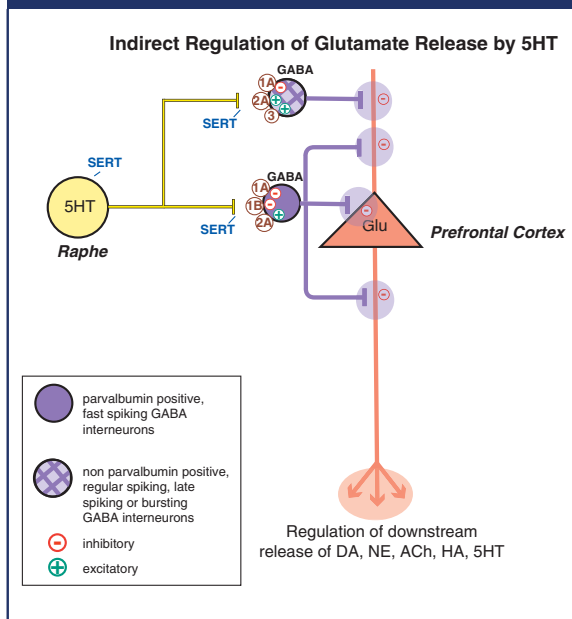 Indirect Regulation of Glutamate Release by 5HT
GABA
1A
2A
3
SERT
SERT
5HT
Raphe
GABA
1A
1B
2A
SERT
Glu
Prefrontal Cortex
parvalbumin positive,
fast spiking GABA
interneurons
non parvalbumin positive,
regular spiking, late
spiking or bursting
GABA interneurons
inhibitory
excitatory
Regulation of downstream
release of DA, NE, ACh, HA, 5HT